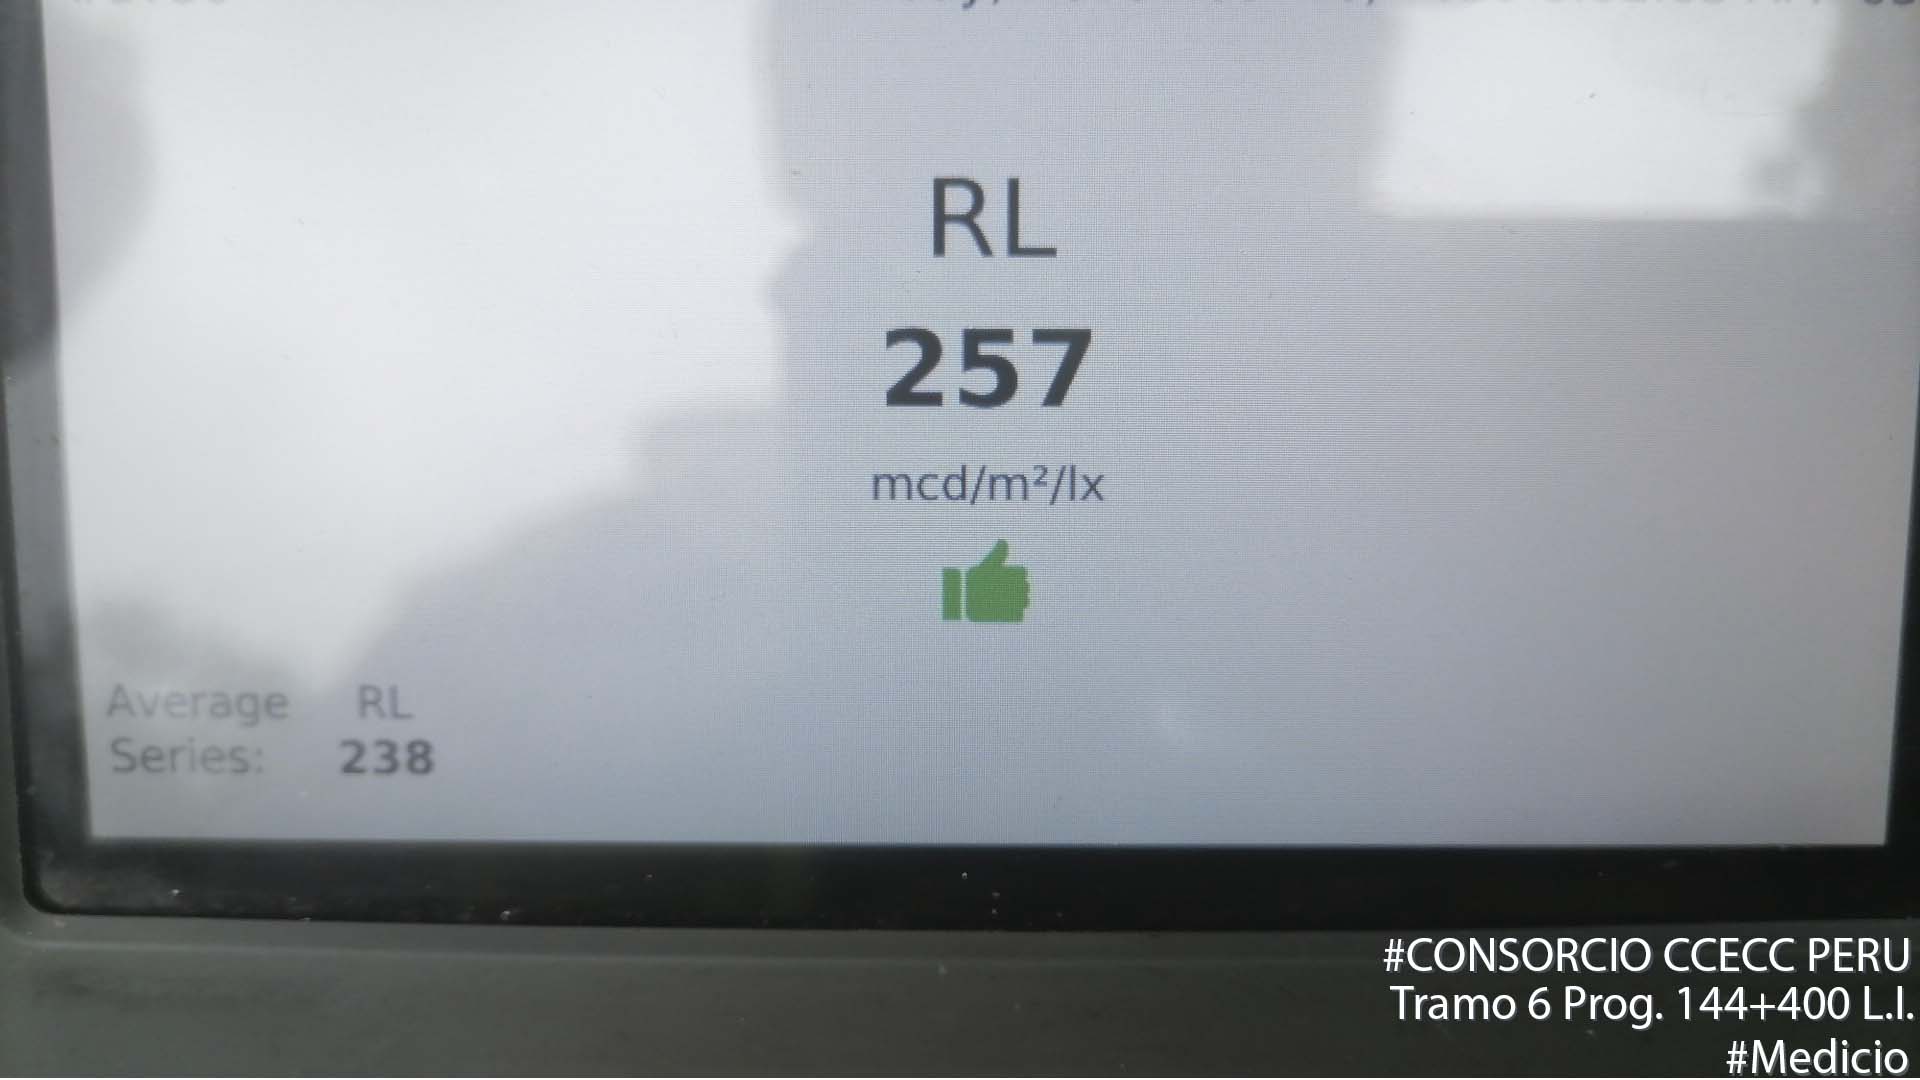 RL
257
mcd/m²/lx
Average RL
Series: 238
#CONSORCIO CCECC PERU
Tramo 6 Prog. 144+400 L.I.
#Medicio